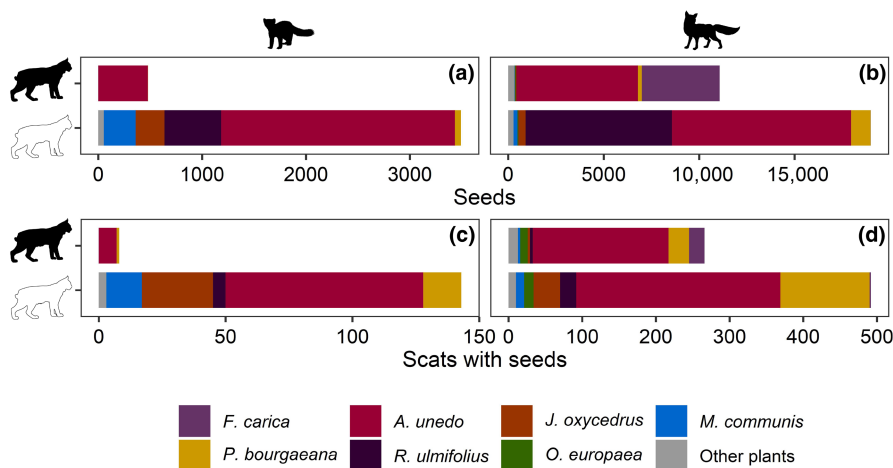 (a)
(b)
0 1000 2000 3000
0 5000 10,000 15,000
Seeds
(c)
(d)
0 50 100 150
0 100 200 300 400 500
Scats with seeds
F. carica A. unedo J. oxycedrus M. communis
P. bourgaeana R. ulmifolius O. europaea Other plants